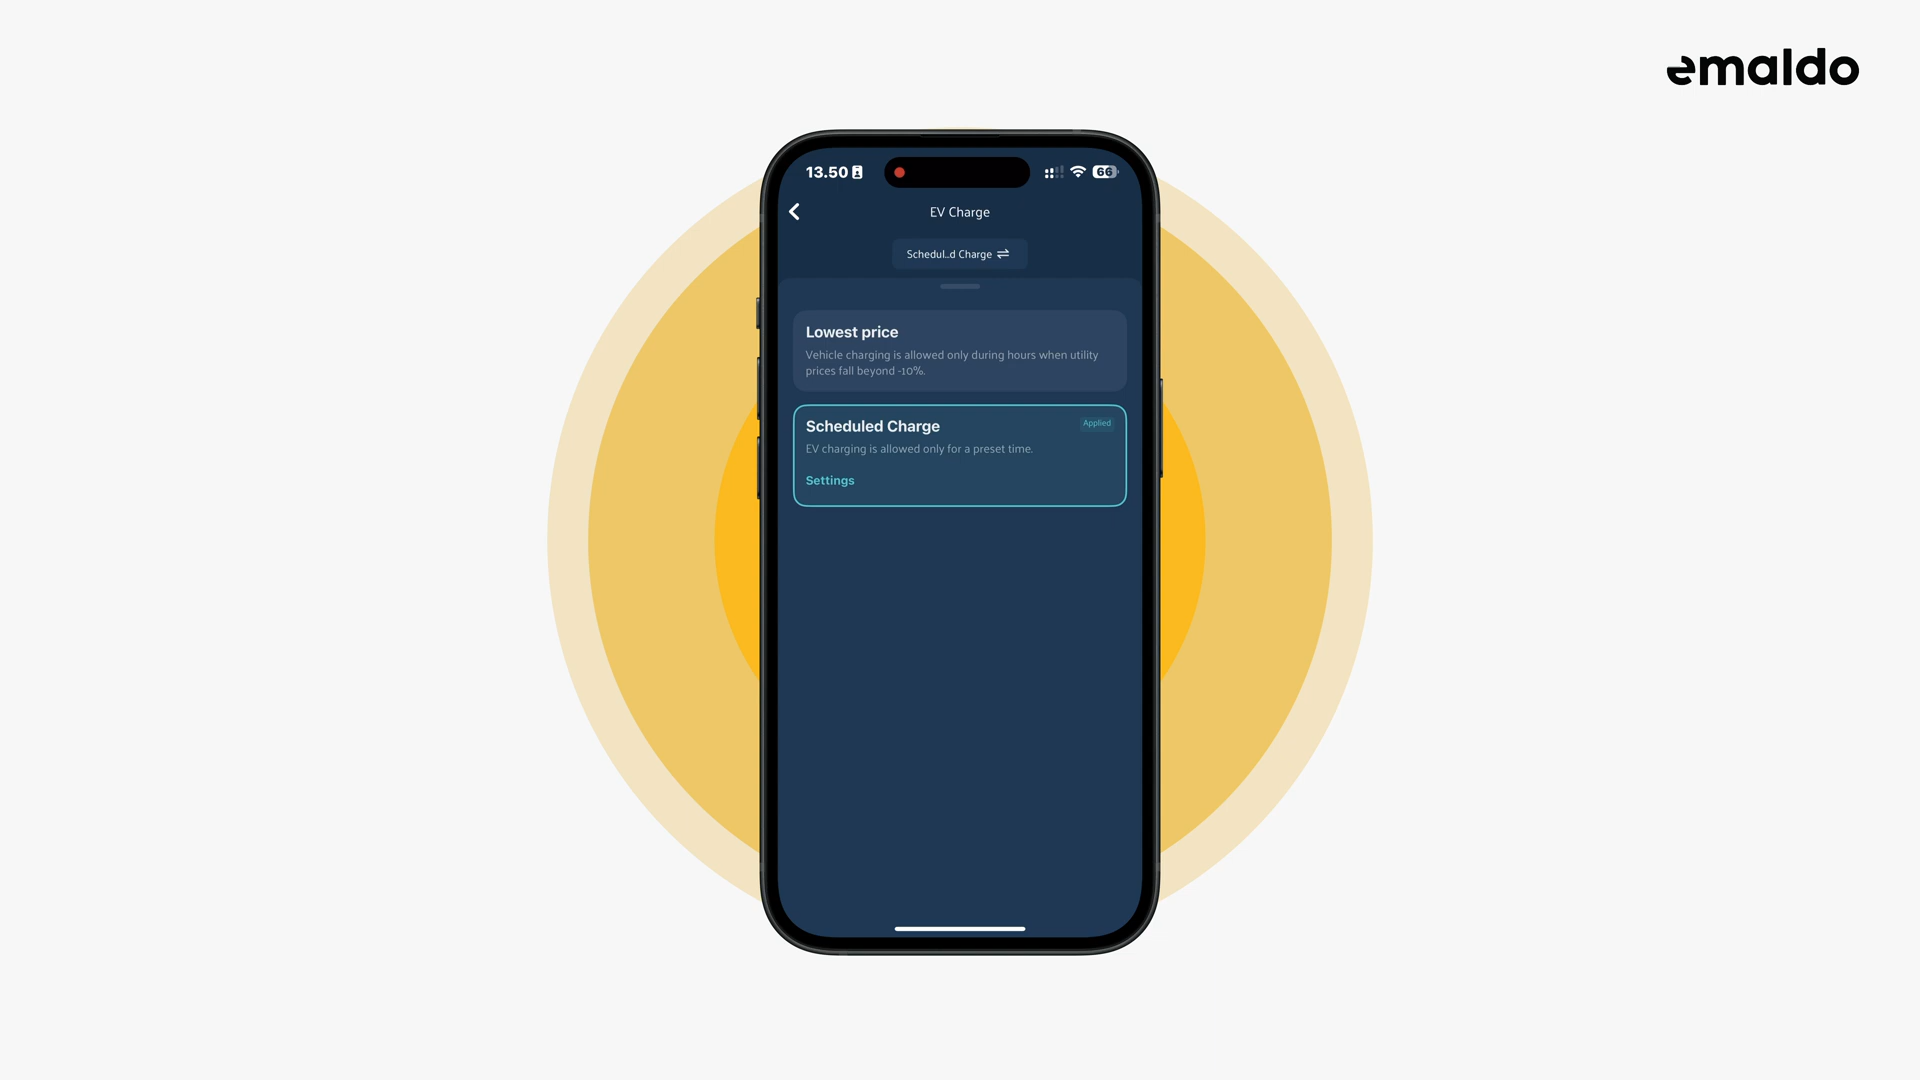 emaldo
13.50
66
EV Charge
Schedul...d Charge
Lowest price
Vehicle charging is allowed only during hours when utility
prices fall beyond -10%.
Scheduled Charge
Applied
EV charging is allowed only for a preset time.
Settings